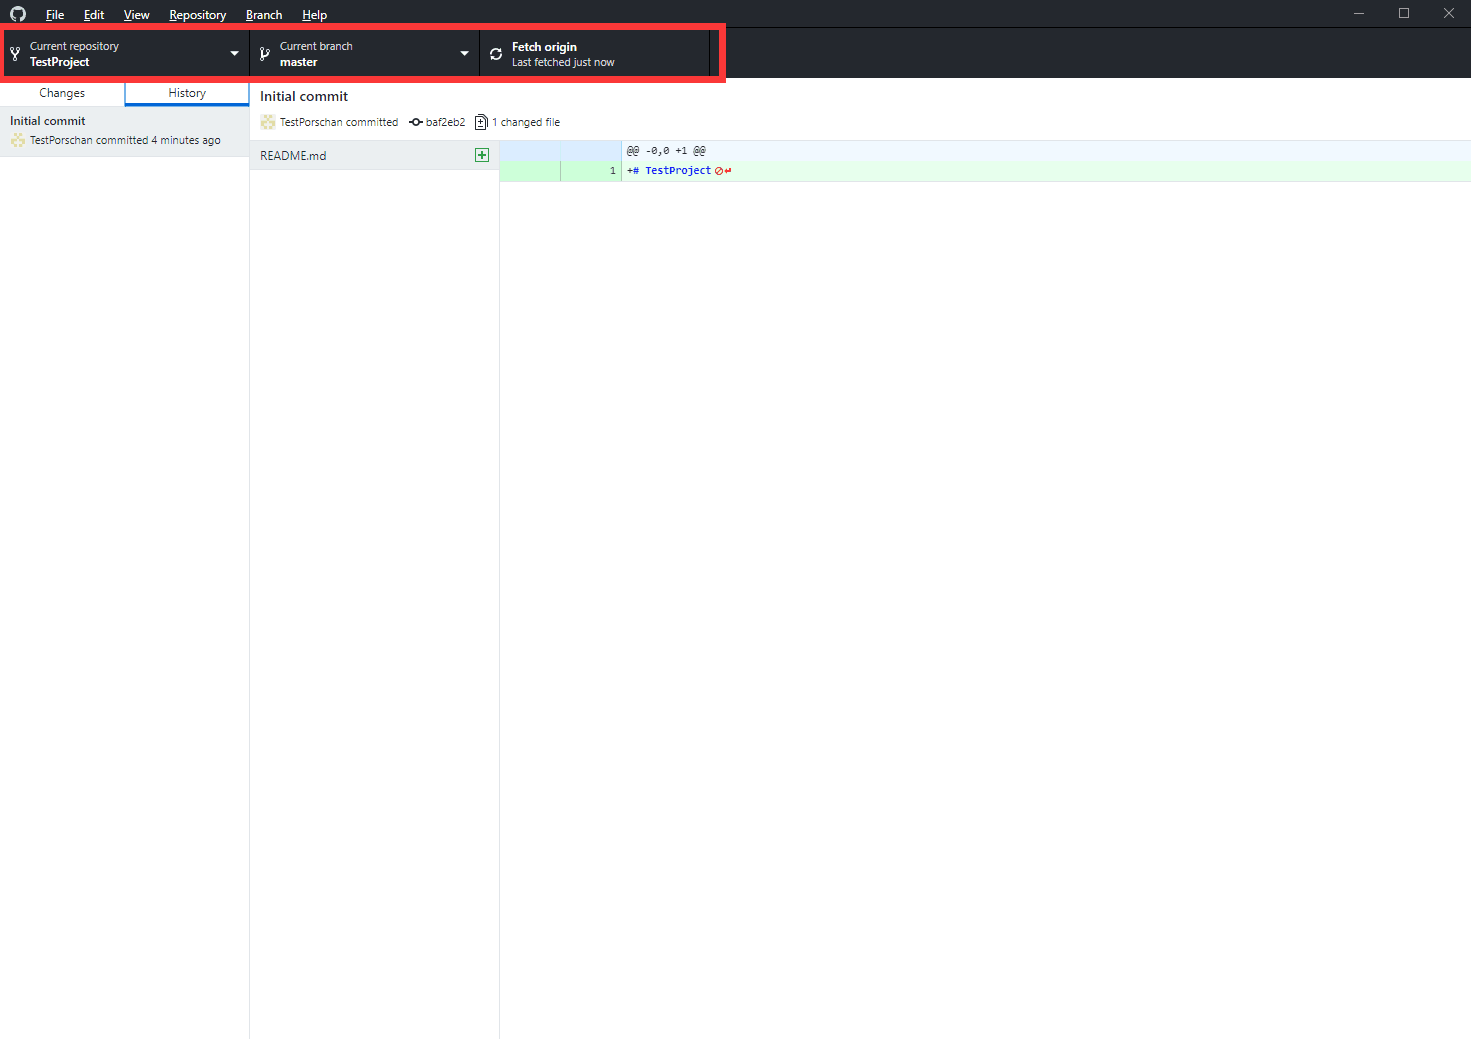 File Edit View Repository Branch Help
Current repository
TestProject
Current branch
master
Fetch origin
Last fetched just now
Changes
History
Initial commit
TestPorschan committed 4 minutes ago
Initial commit
TestPorschan committed baf2eb2 1 changed file
README.md
@@ -0,0 +1 @@
1 +# TestProject